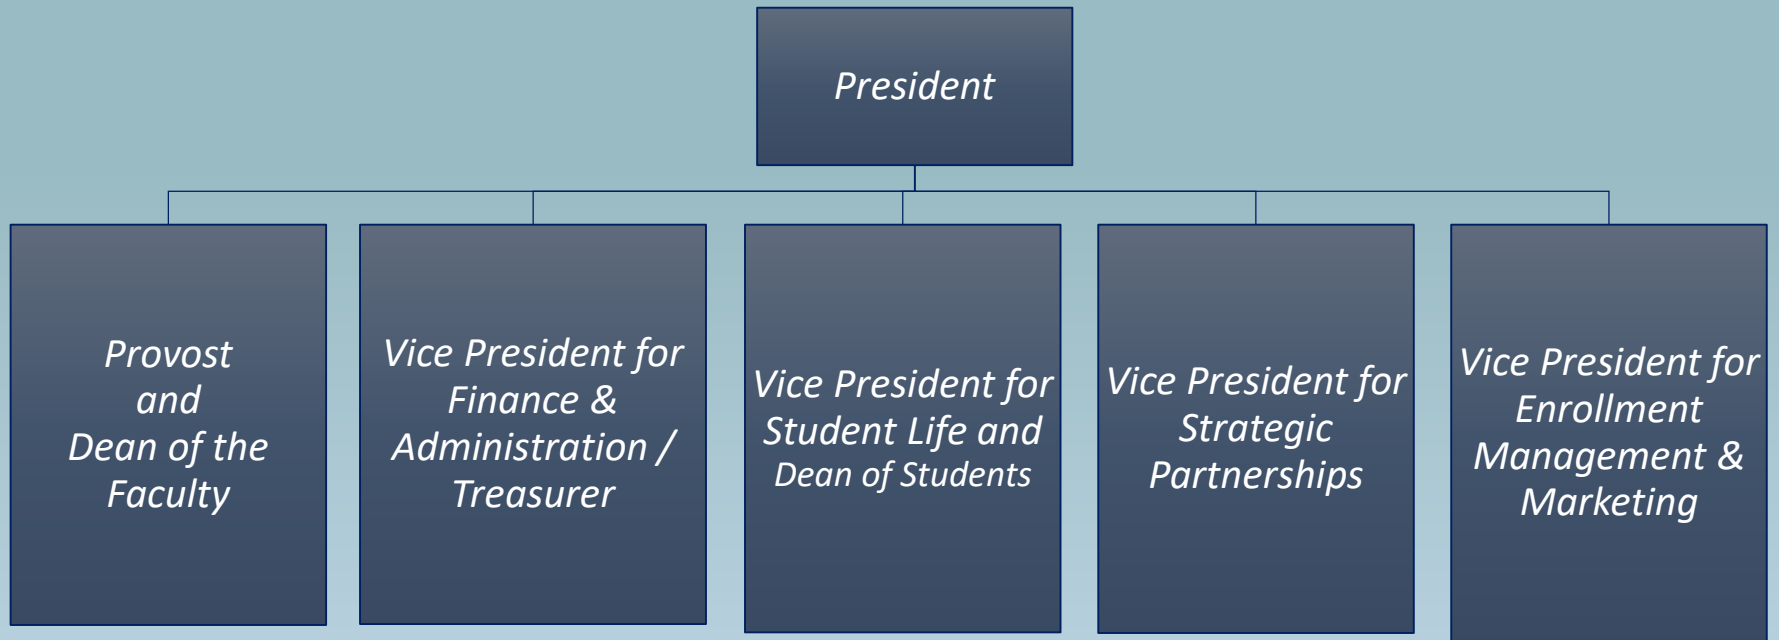 President
Provost
and
Dean of the
Faculty
Vice President for
Finance &
Administration /
Treasurer
Vice President for
Student Life and
Dean of Students
Vice President for
Strategic
Partnerships
Vice President for
Enrollment
Management &
Marketing